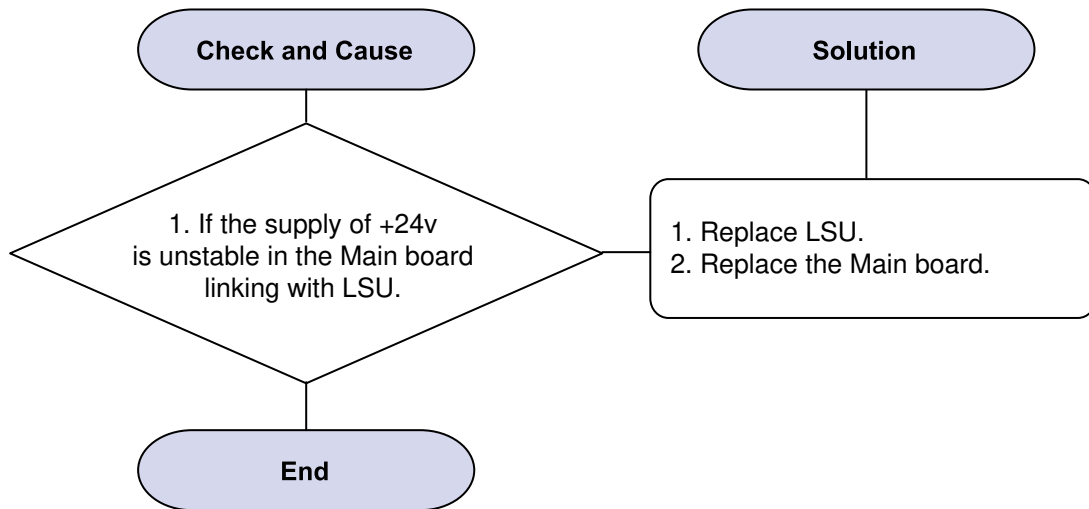 Check and Cause
Solution
1. If the supply of +24v
is unstable in the Main board
linking with LSU.
1. Replace LSU.
2. Replace the Main board.
End